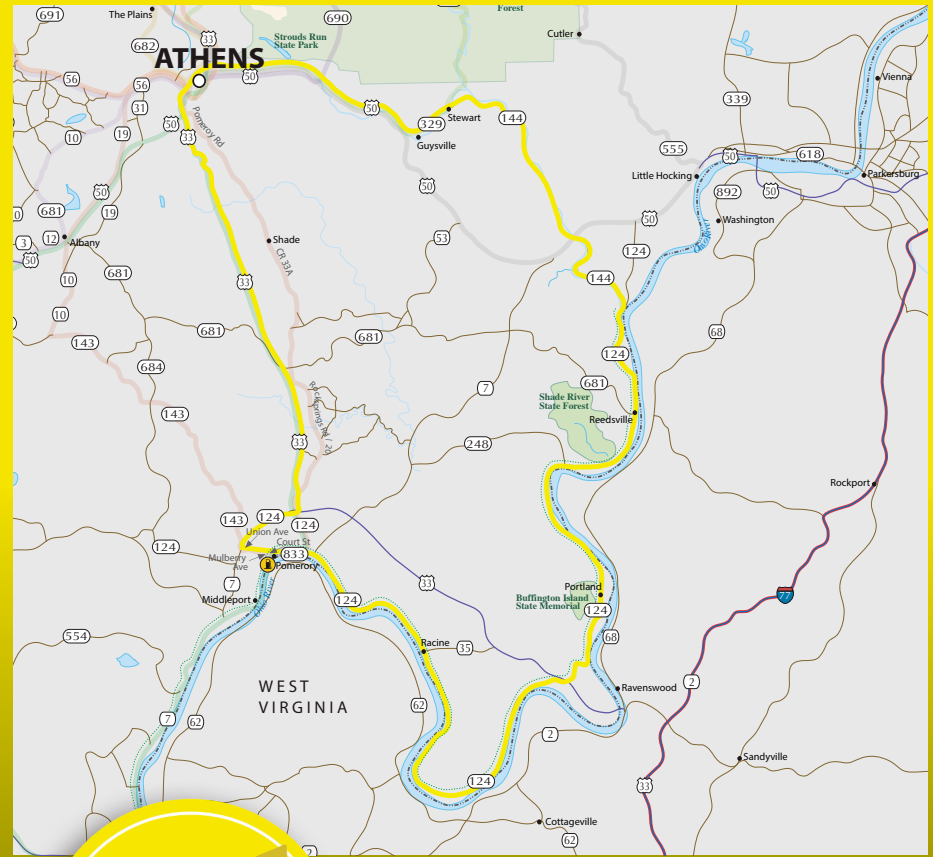 691
The Plains
690
Forest
Cutler
33
Strouds Run
State Park
682
ATHENS
50
Vienna
56
56
31
50
329
Stewart
144
339
Pomeroy Rd
50
33
19
10
Guysville
555
50
618
Little Hocking
Parkersburg
50
50
892
50
681
19
0
12
3
50
Albany
Shade
CR 33A
53
50
Washington
124
10
681
33
144
10
681
681
68
143
124
684
7
681
Shade River
State Forest
Reedsville
143
Rocksprings Rd / 20
33
248
Rockport
143
124
124
Union Ave
Court St
124
Mulberry
Ave
833
Pomerory
7
Middleport
Ohio River
33
77
124
Portland
Buffington Island
State Memorial
124
554
Racine
35
68
WEST
VIRGINIA
62
Ravenswood
2
7
62
2
Sandyville
124
33
Cottageville
62
2